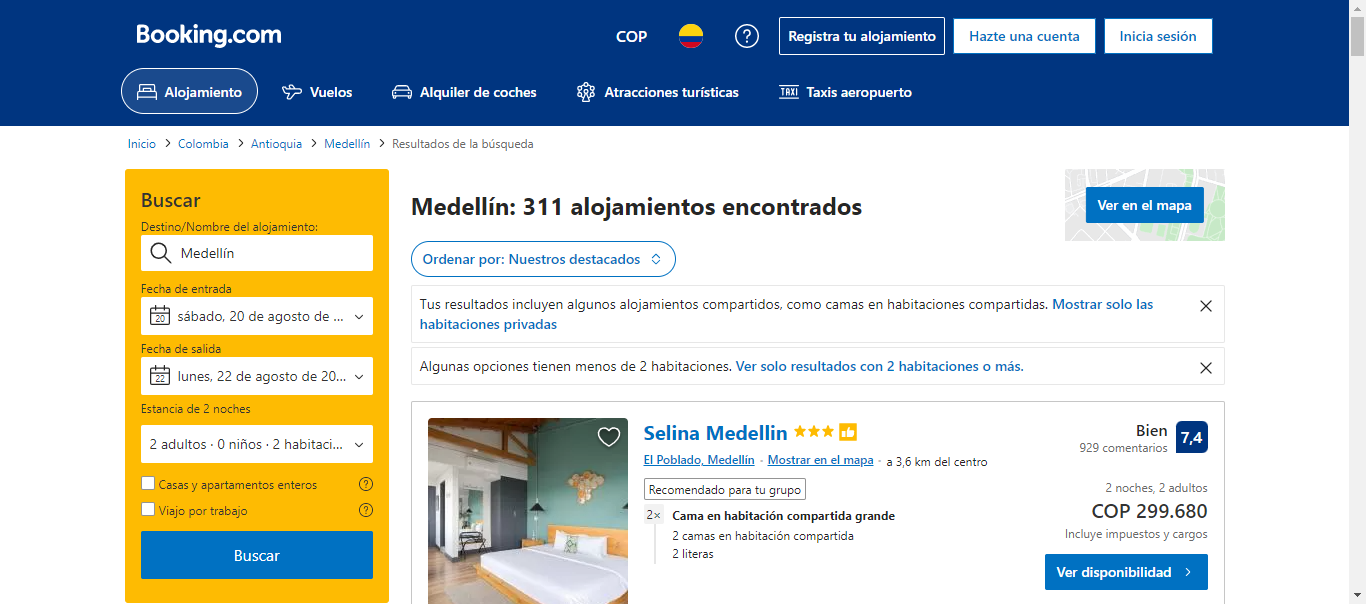 Booking.com
COP
Registra tu alojamiento
Hazte una cuenta
Inicia sesión
Alojamiento
Vuelos
Alquiler de coches
Atracciones turísticas
TAXI
Taxis aeropuerto
Inicio > Colombia > Antioquia > Medellín > Resultados de la búsqueda
Buscar
Destino/Nombre del alojamiento:
Medellín
Fecha de entrada
20
sábado, 20 de agosto de ...
Fecha de salida
22
lunes, 22 de agosto de 20...
Estancia de 2 noches
2 adultos · 0 niños · 2 habitaci...
Casas y apartamentos enteros
Viajo por trabajo
Buscar
Medellín: 311 alojamientos encontrados
Ver en el mapa
Ordenar por: Nuestros destacados
Tus resultados incluyen algunos alojamientos compartidos, como camas en habitaciones compartidas. Mostrar solo las
habitaciones privadas
Algunas opciones tienen menos de 2 habitaciones. Ver solo resultados con 2 habitaciones o más.
Selina Medellin
El Poblado, Medellín · Mostrar en el mapa · a 3,6 km del centro
Recomendado para tu grupo
2× Cama en habitación compartida grande
2 camas en habitación compartida
2 literas
Bien
929 comentarios
7,4
2 noches, 2 adultos
COP 299.680
Incluye impuestos y cargos
Ver disponibilidad